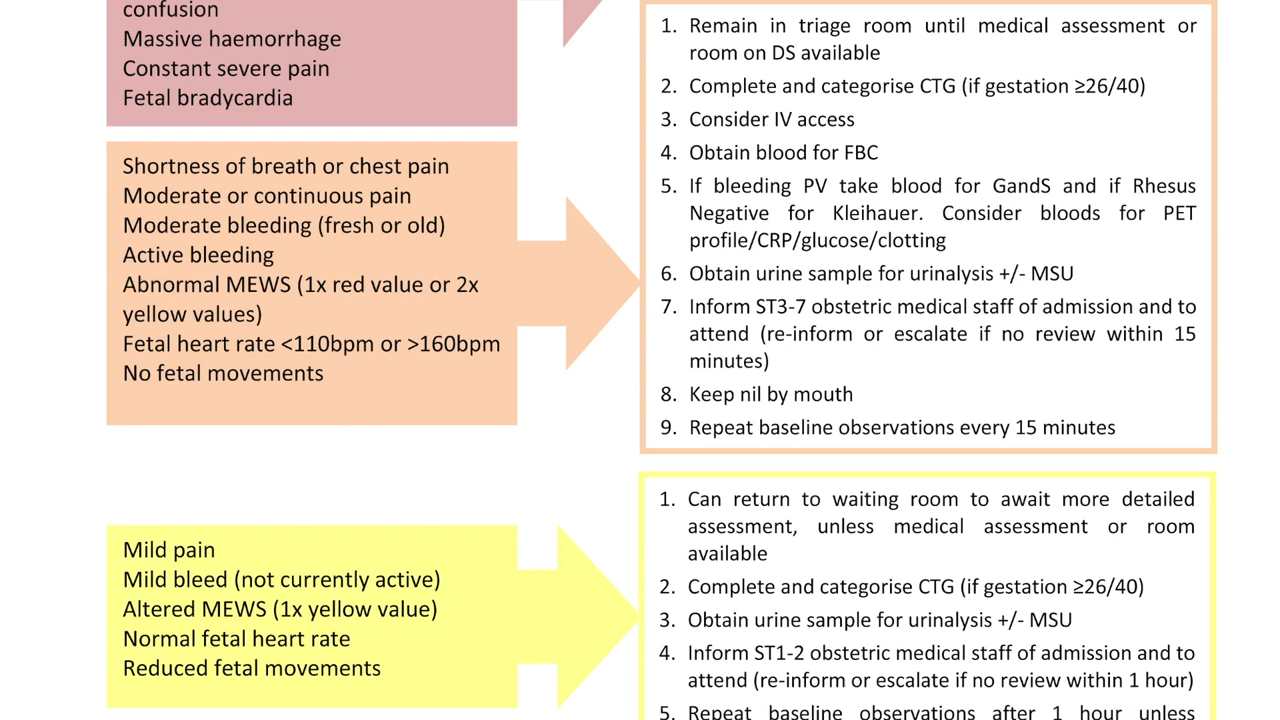 confusion
Massive haemorrhage
Constant severe pain
Fetal bradycardia
1. Remain in triage room until medical assessment or
room on DS available
2. Complete and categorise CTG (if gestation ≥26/40)
3. Consider IV access
4. Obtain blood for FBC
5. If bleeding PV take blood for GandS and if Rhesus
Negative for Kleihauer. Consider bloods for PET
profile/CRP/glucose/clotting
6. Obtain urine sample for urinalysis +/- MSU
7. Inform ST3-7 obstetric medical staff of admission and to
attend (re-inform or escalate if no review within 15
minutes)
8. Keep nil by mouth
9. Repeat baseline observations every 15 minutes
Shortness of breath or chest pain
Moderate or continuous pain
Moderate bleeding (fresh or old)
Active bleeding
Abnormal MEWS (1x red value or 2x
yellow values)
Fetal heart rate <110bpm or >160bpm
No fetal movements
1. Can return to waiting room to await more detailed
assessment, unless medical assessment or room
available
2. Complete and categorise CTG (if gestation ≥26/40)
3. Obtain urine sample for urinalysis +/- MSU
4. Inform ST1-2 obstetric medical staff of admission and to
attend (re-inform or escalate if no review within 1 hour)
5. Repeat baseline observations after 1 hour unless
Mild pain
Mild bleed (not currently active)
Altered MEWS (1x yellow value)
Normal fetal heart rate
Reduced fetal movements